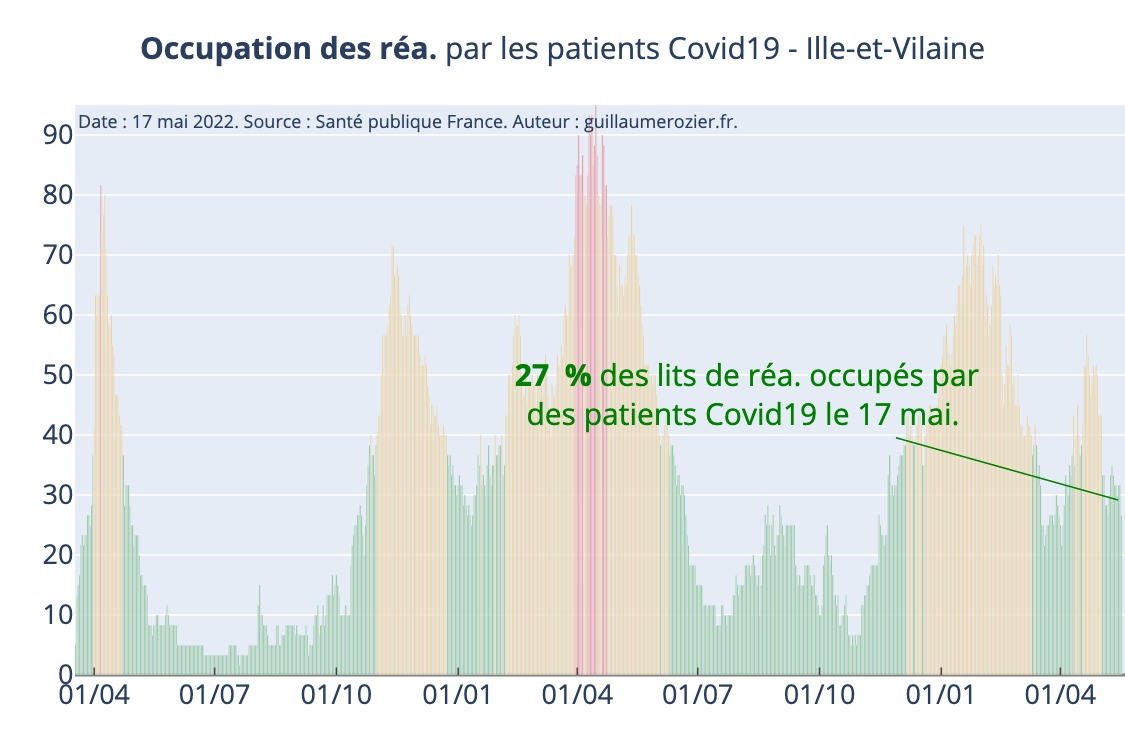 Occupation des réa. par les patients Covid19 - Ille-et-Vilaine
Date : 17 mai 2022. Source : Santé publique France. Auteur : guillaumerozier.fr.
90
80
70
60
50
40
30
20
10
0
27 % des lits de réa. occupés par
des patients Covid19 le 17 mai.
01/04 01/07 01/10 01/01 01/04 01/07 01/10 01/01 01/04